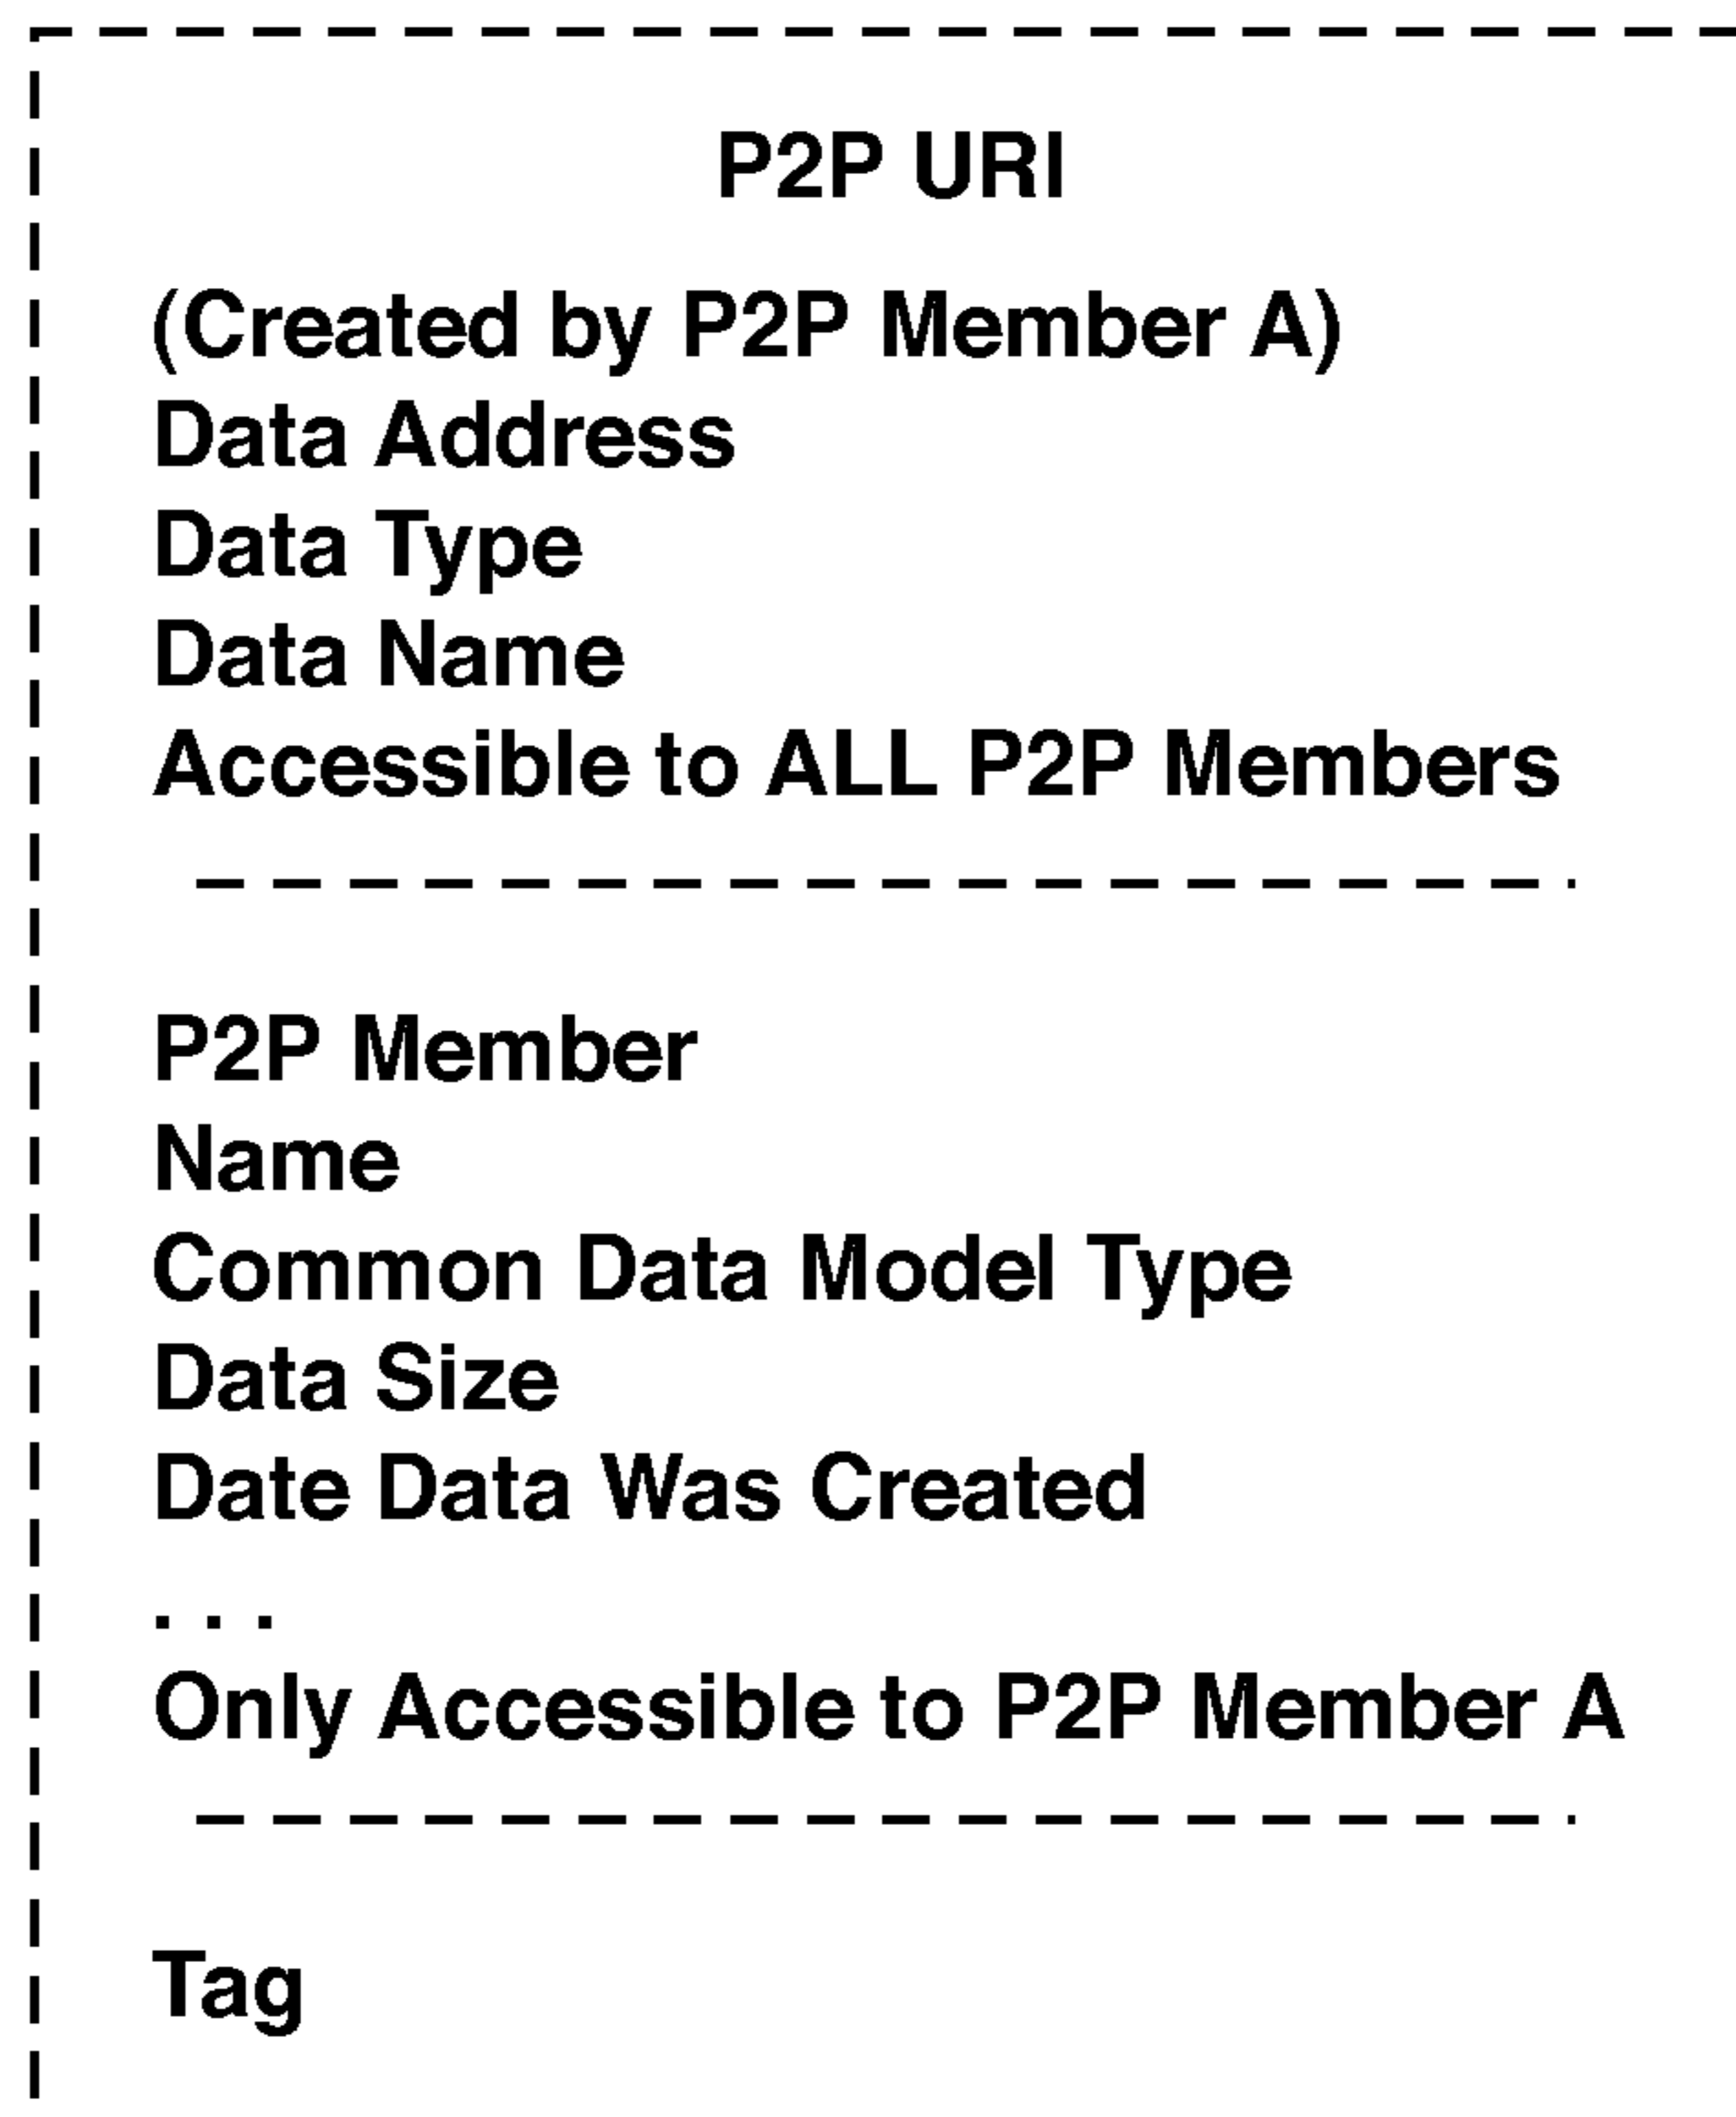 P2P URI
(Created by P2P Member A)
Data Address
Data Type
Data Name
Accessible to ALL P2P Members
P2P Member
Name
Common Data Model Type
Data Size
Date Data Was Created
. . .
Only Accessible to P2P Member A
Tag